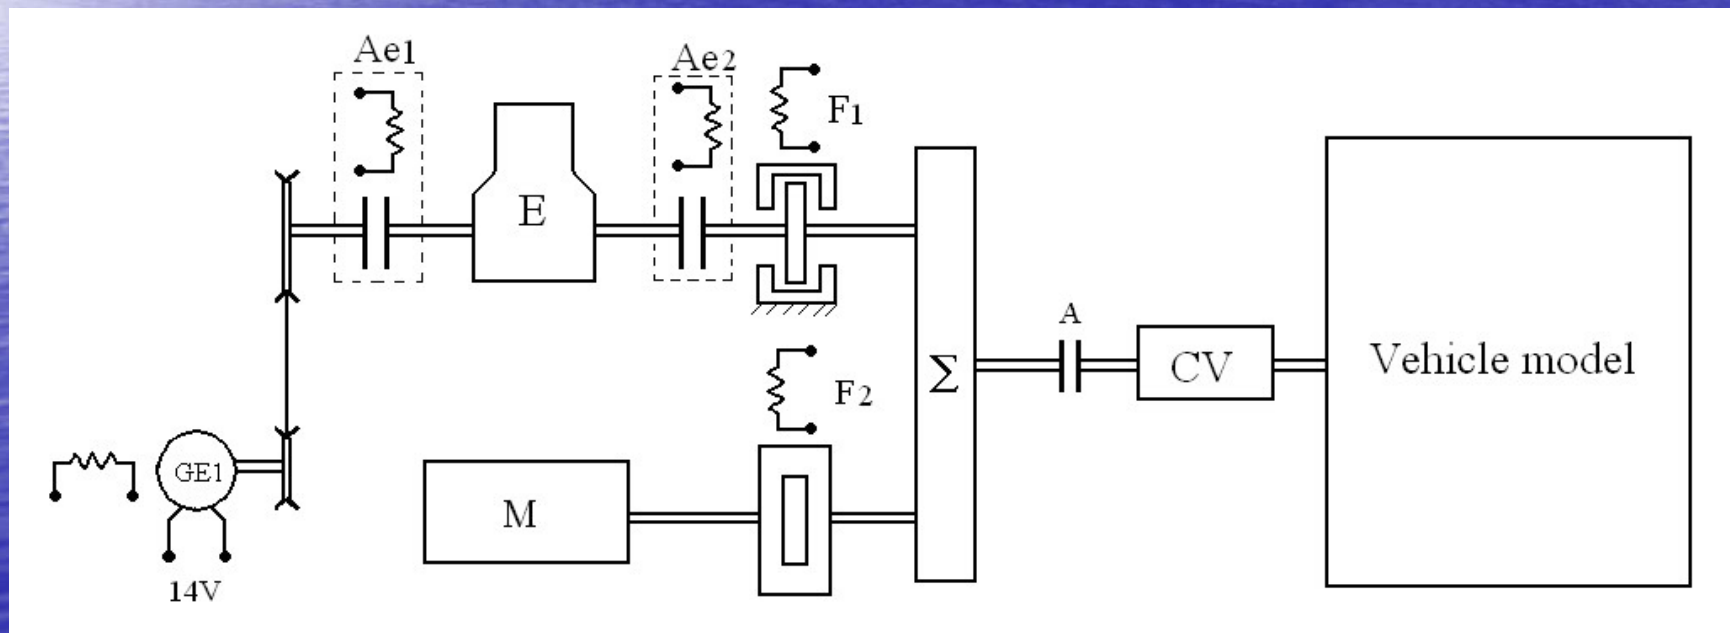 Ae1
Ae2
F1
E
A
Σ
CV
Vehicle model
F2
GE1
M
14V